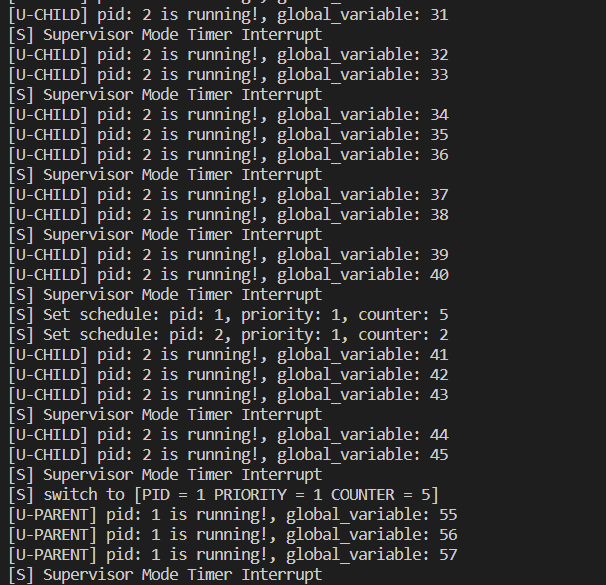 [U-CHILD] pid: 2 is running!, global_variable: 31
[S] Supervisor Mode Timer Interrupt
[U-CHILD] pid: 2 is running!, global_variable: 32
[U-CHILD] pid: 2 is running!, global_variable: 33
[S] Supervisor Mode Timer Interrupt
[U-CHILD] pid: 2 is running!, global_variable: 34
[U-CHILD] pid: 2 is running!, global_variable: 35
[U-CHILD] pid: 2 is running!, global_variable: 36
[S] Supervisor Mode Timer Interrupt
[U-CHILD] pid: 2 is running!, global_variable: 37
[U-CHILD] pid: 2 is running!, global_variable: 38
[S] Supervisor Mode Timer Interrupt
[U-CHILD] pid: 2 is running!, global_variable: 39
[U-CHILD] pid: 2 is running!, global_variable: 40
[S] Supervisor Mode Timer Interrupt
[S] Set schedule: pid: 1, priority: 1, counter: 5
[S] Set schedule: pid: 2, priority: 1, counter: 2
[U-CHILD] pid: 2 is running!, global_variable: 41
[U-CHILD] pid: 2 is running!, global_variable: 42
[U-CHILD] pid: 2 is running!, global_variable: 43
[S] Supervisor Mode Timer Interrupt
[U-CHILD] pid: 2 is running!, global_variable: 44
[U-CHILD] pid: 2 is running!, global_variable: 45
[S] Supervisor Mode Timer Interrupt
[S] switch to [PID = 1 PRIORITY = 1 COUNTER = 5]
[U-PARENT] pid: 1 is running!, global_variable: 55
[U-PARENT] pid: 1 is running!, global_variable: 56
[U-PARENT] pid: 1 is running!, global_variable: 57
[S] Supervisor Mode Timer Interrupt